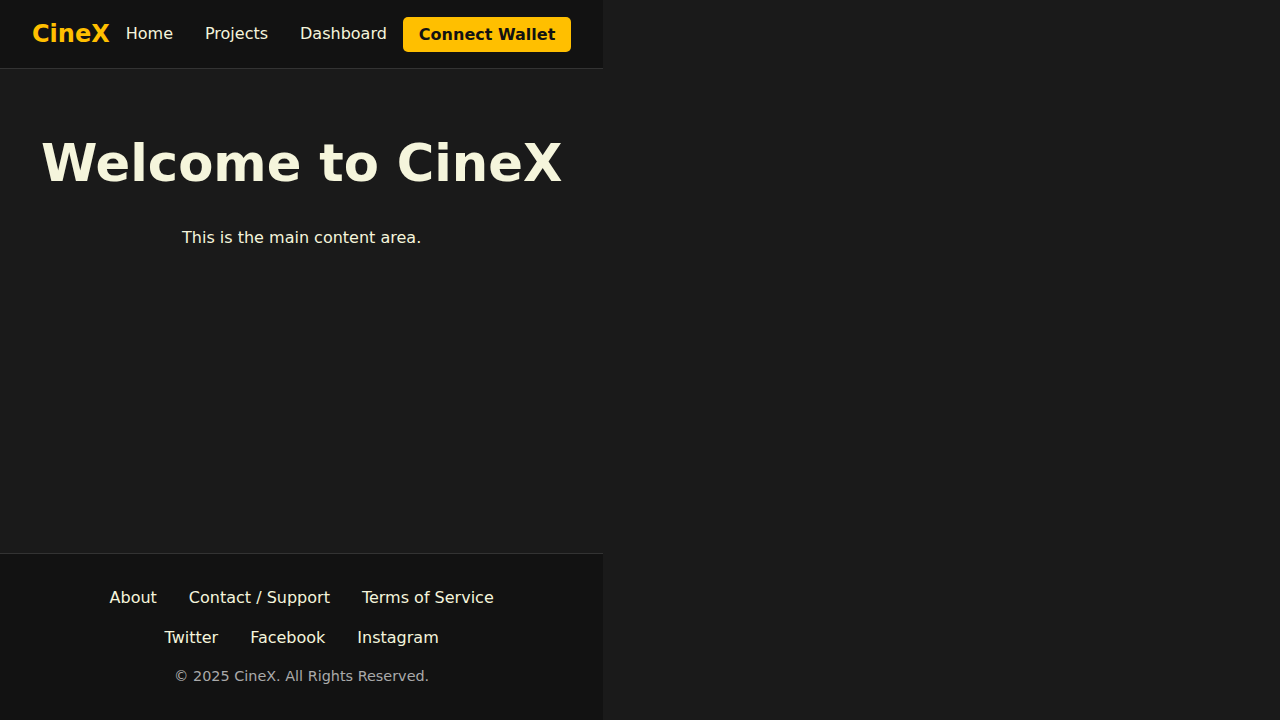 CineX Home Projects Dashboard Connect Wallet
Welcome to CineX
This is the main content area.
About Contact / Support Terms of Service
Twitter Facebook Instagram
© 2025 CineX. All Rights Reserved.